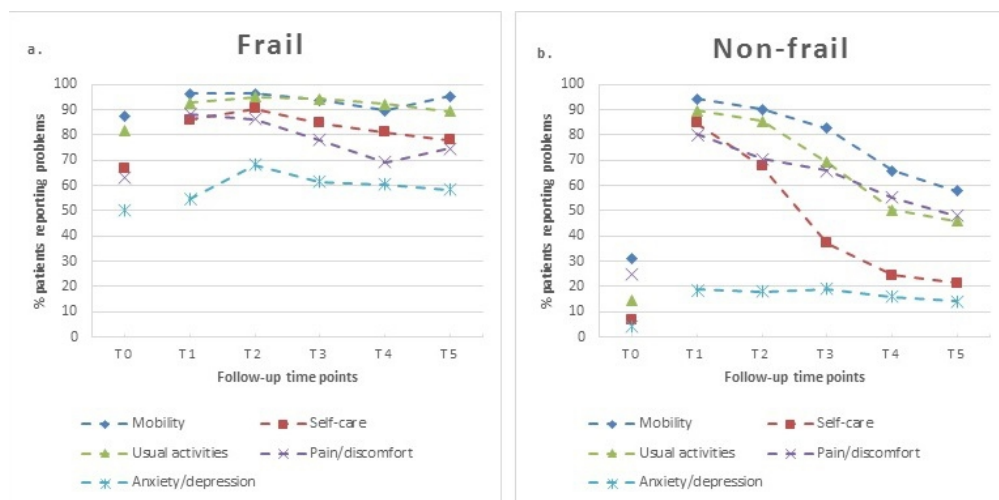 a.
Frail
% patients reporting problems
100
90
80
70
60
50
40
30
20
10
0
T0 T1 T2 T3 T4 T5
Follow-up time points
Mobility Self-care
Usual activities Pain/discomfort
Anxiety/depression
b.
Non-frail
% patients reporting problems
100
90
80
70
60
50
40
30
20
10
0
T0 T1 T2 T3 T4 T5
Follow-up time points
Mobility Self-care
Usual activities Pain/discomfort
Anxiety/depression